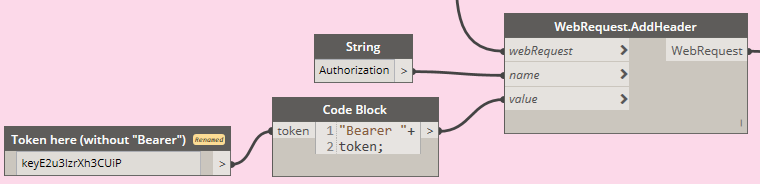 WebRequest.AddHeader
String
webRequest > WebRequest
Authorization >
name >
value >
Code Block
token 1 "Bearer "+ >
2 token;
Token here (without "Bearer") Renamed
keyE2u3IzrXh3CUiP >